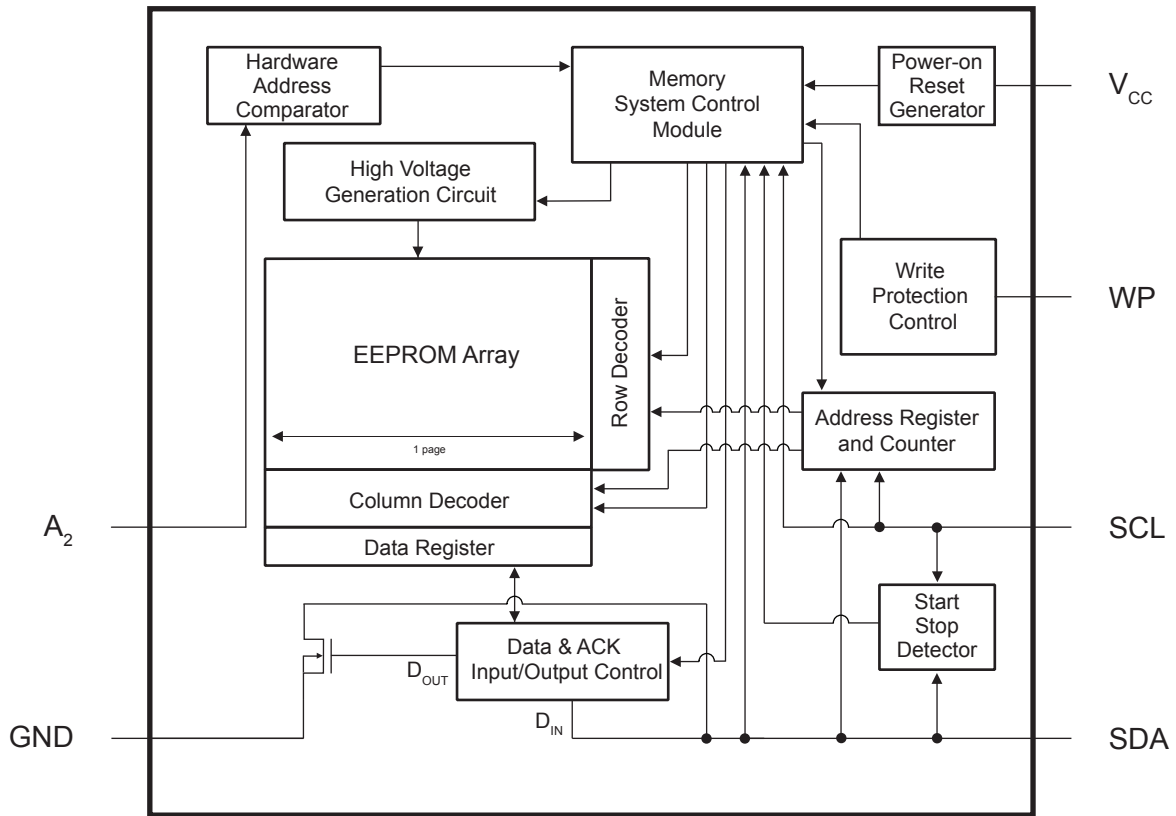 Hardware
Address
Comparator
Memory
System Control
Module
Power-on
Reset
Generator
VCC
High Voltage
Generation Circuit
Write
Protection
Control
WP
EEPROM Array
1 page
Row Decoder
Address Register
and Counter
Column Decoder
Data Register
A2
SCL
Start
Stop
Detector
Data & ACK
Input/Output Control
DOUT
DIN
GND
SDA